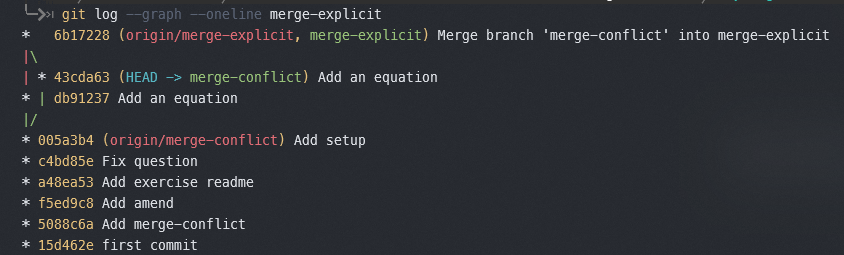 git log --graph --oneline merge-explicit
*   6b17228 (origin/merge-explicit, merge-explicit) Merge branch 'merge-conflict' into merge-explicit
|\
| * 43cda63 (HEAD -> merge-conflict) Add an equation
* | db91237 Add an equation
|/
* 005a3b4 (origin/merge-conflict) Add setup
* c4bd85e Fix question
* a48ea53 Add exercise readme
* f5ed9c8 Add amend
* 5088c6a Add merge-conflict
* 15d462e first commit